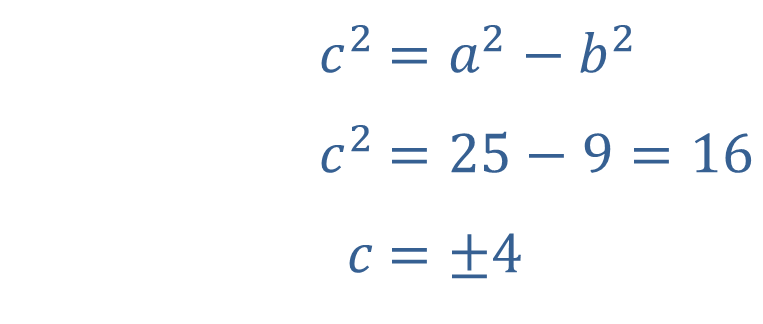 c² = a² − b²
c² = 25 − 9 = 16
c = ±4